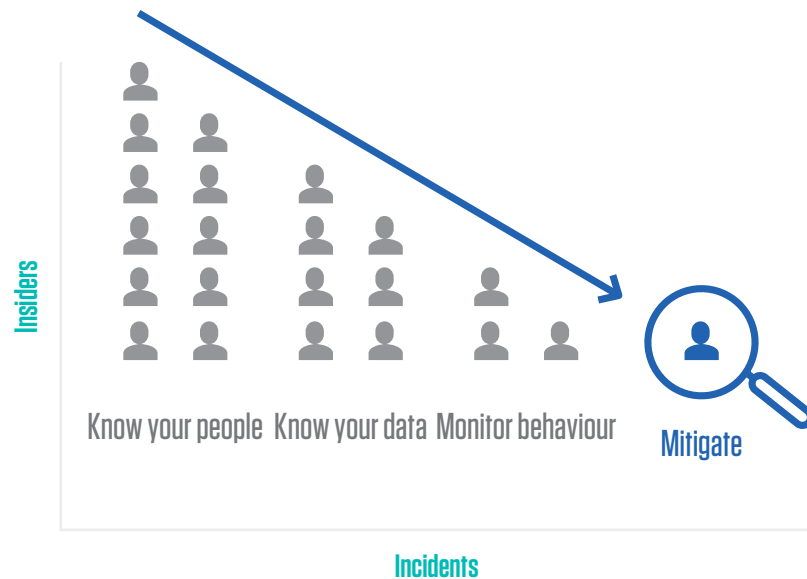 Insiders
Know your people
Know your data
Monitor behaviour
Mitigate
Incidents